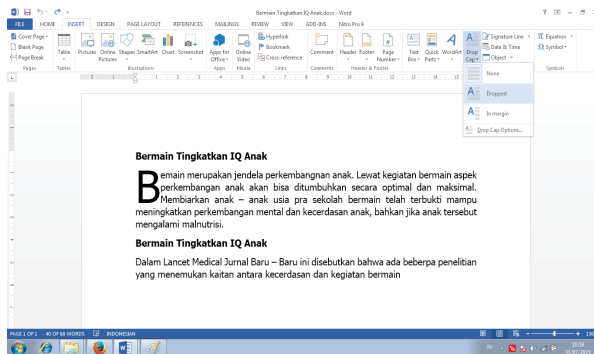 Bermain Tingkatkan IQ Anak.docx - Word
FILE HOME INSERT DESIGN PAGE LAYOUT REFERENCES MAILINGS REVIEW VIEW ADD-INS Nitro Pro 9
Cover Page
Blank Page
Page Break
Table
Pictures Online Pictures Shapes SmartArt Chart Screenshot
Apps for Office
Online Video
Hyperlink
Bookmark
Cross-reference
Comment
Header Footer Page Number
Text Box Quick Parts WordArt Drop Cap
Signature Line
Date & Time
Object
Equation
Symbol
Pages Tables Illustrations Apps Media Links Comments Header & Footer Symbols
None
Dropped
In margin
Drop Cap Options...
Bermain Tingkatkan IQ Anak
Bemain merupakan jendela perkembangnan anak. Lewat kegiatan bermain aspek
perkembangan anak akan bisa ditumbuhkan secara optimal dan maksimal.
Membiarkan anak – anak usia pra sekolah bermain telah terbukti mampu
meningkatkan perkembangan mental dan kecerdasan anak, bahkan jika anak tersebut
mengalami malnutrisi.
Bermain Tingkatkan IQ Anak
Dalam Lancet Medical Jurnal Baru – Baru ini disebutkan bahwa ada beberpa penelitian
yang menemukan kaitan antara kecerdasan dan kegiatan bermain
PAGE 1 OF 1 40 OF 68 WORDS INDONESIAN